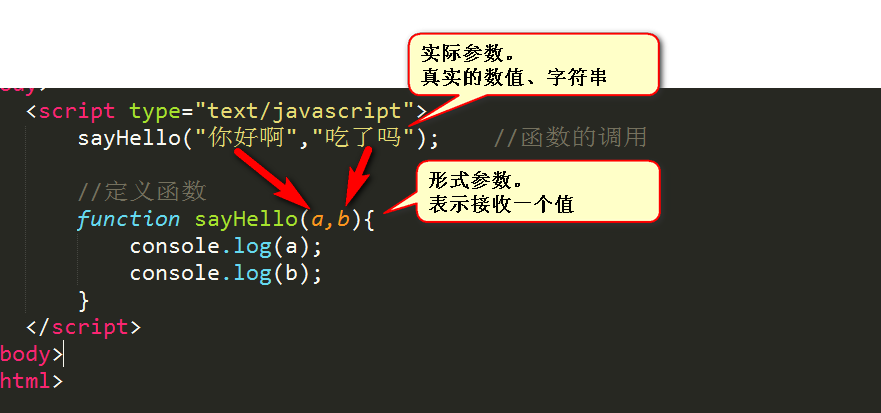 实际参数。
真实的数值、字符串
ody>
<script type="text/javascript">
sayHello("你好啊","吃了吗"); //函数的调用
形式参数。
表示接收一个值
//定义函数
function sayHello(a,b){
console.log(a);
console.log(b);
}
</script>
body>
html>